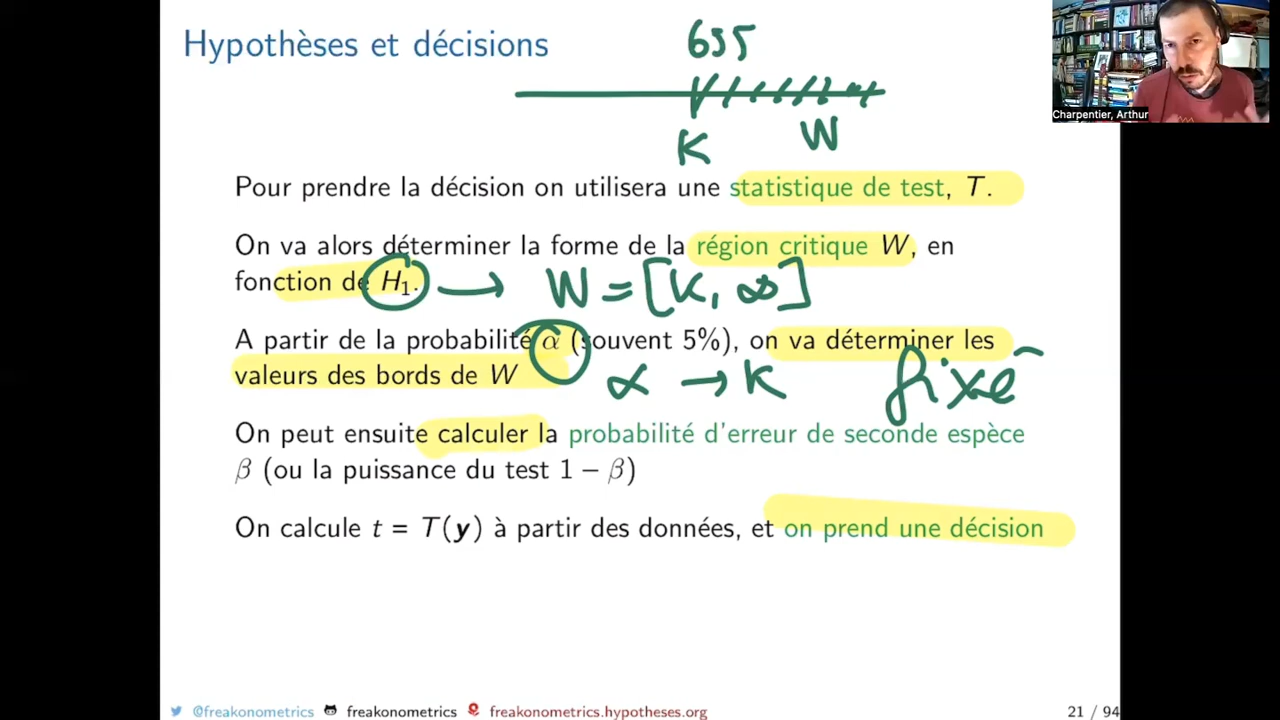 Hypothèses et décisions
655
K
W
Charpentier, Arthur
Pour prendre la décision on utilisera une statistique de test, T.
On va alors déterminer la forme de la région critique W, en
fonction de H₁. → W = [K, ∞]
A partir de la probabilité α (souvent 5%), on va déterminer les
valeurs des bords de W
α → K fixé
On peut ensuite calculer la probabilité d'erreur de seconde espèce
β (ou la puissance du test 1 − β)
On calcule t = T(y) à partir des données, et on prend une décision
@freakonometrics freakonometrics freakonometrics.hypotheses.org 21 / 94